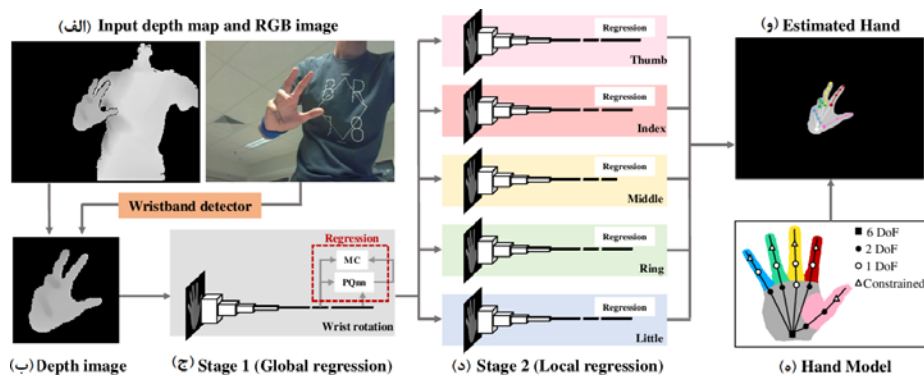 (الف) Input depth map and RGB image
Wristband detector
(ب) Depth image
Regression
MC
PQnn
Wrist rotation
(ج) Stage 1 (Global regression)
Regression
Thumb
Regression
Index
Regression
Middle
Regression
Ring
Regression
Little
(د) Stage 2 (Local regression)
(و) Estimated Hand
6 DoF
2 DoF
1 DoF
Constrained
(ه) Hand Model